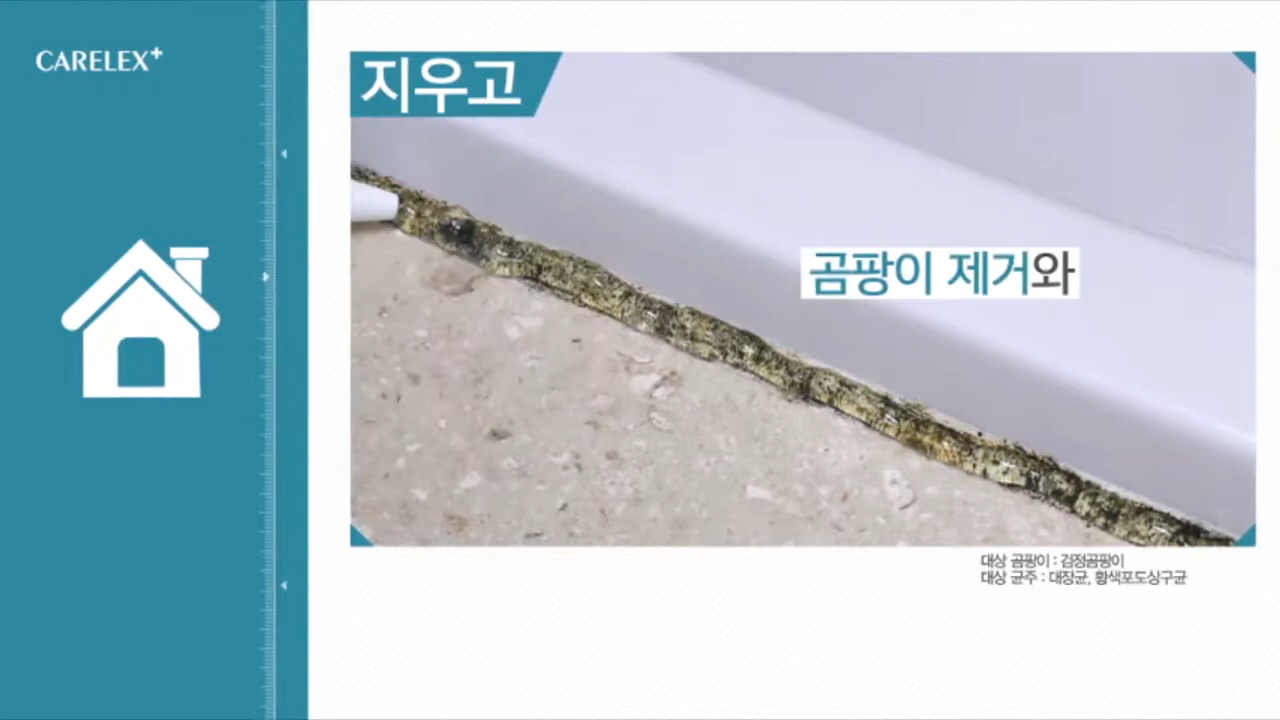 CARELEX+
지우고
곰팡이 제거와
대상 곰팡이 : 검정곰팡이
대상 균주 : 대장균, 황색포도상구균